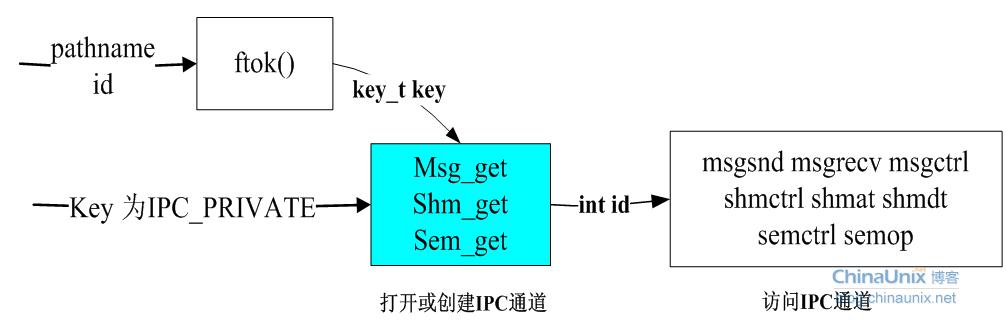 pathname
id
ftok()
key_t key
Key 为IPC_PRIVATE
Msg_get
Shm_get
Sem_get
int id
msgsnd msgrecv msgctrl
shmctrl shmat shmdt
semctrl semop
打开或创建IPC通道
访问IPC通道
ChinaUnix 博客
chinaunix.net